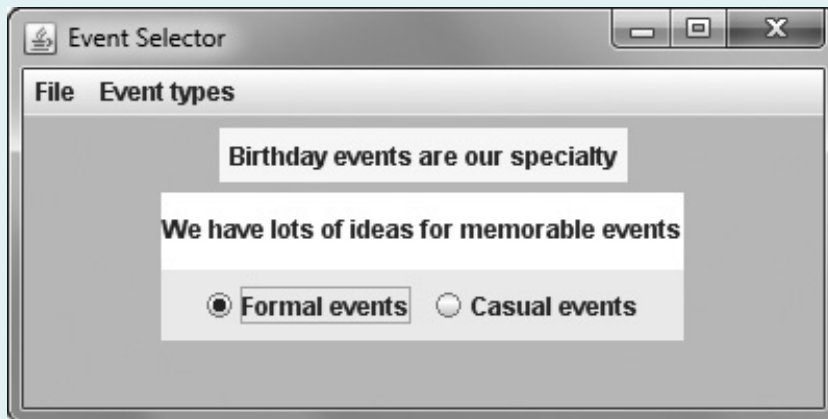 Event Selector
File Event types
Birthday events are our specialty
We have lots of ideas for memorable events
Formal events Casual events